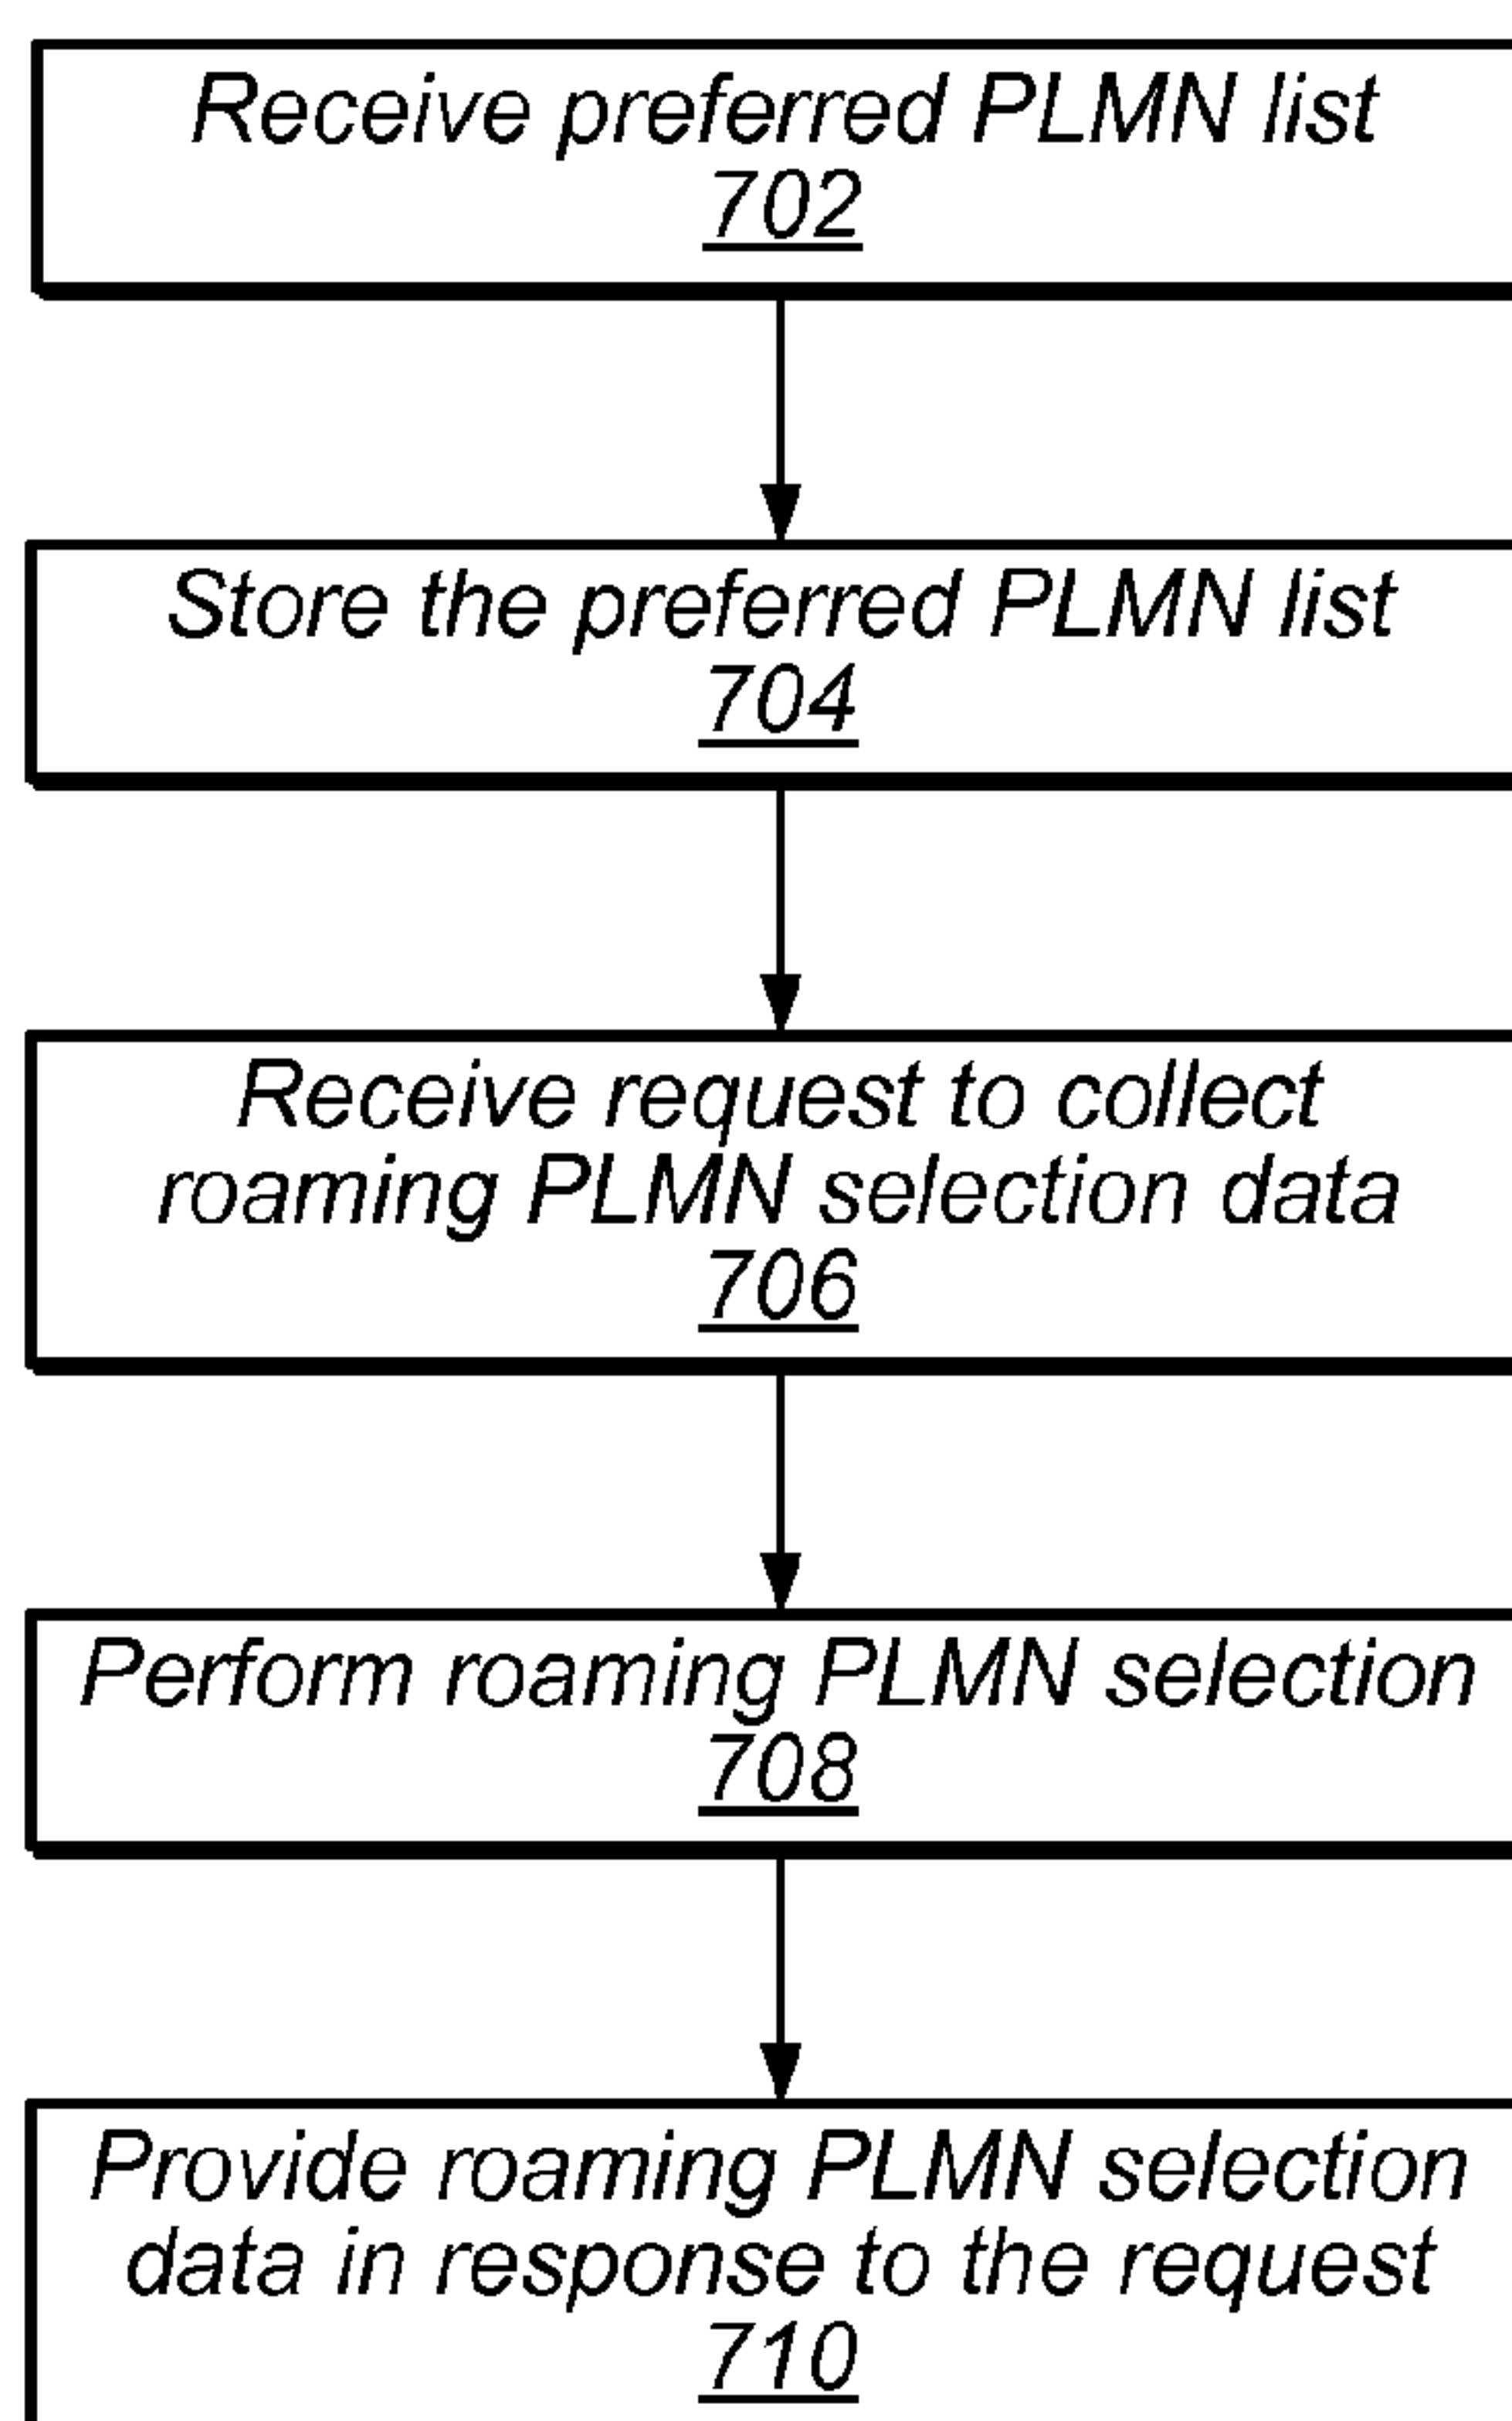 Receive preferred PLMN list
702
Store the preferred PLMN list
704
Receive request to collect
roaming PLMN selection data
706
Perform roaming PLMN selection
708
Provide roaming PLMN selection
data in response to the request
710